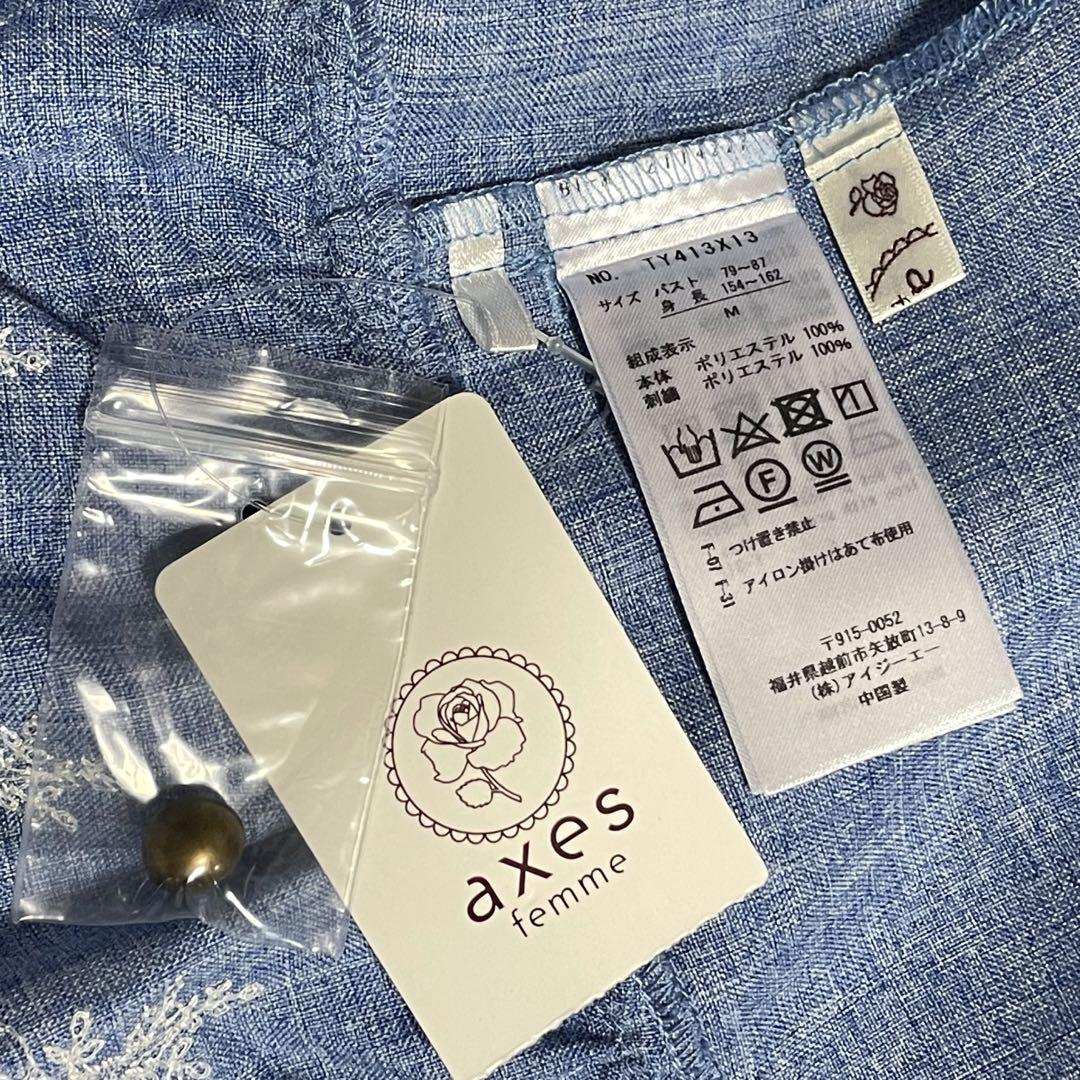 NO. TY413X13
サイズ バスト 79〜87
身長 154〜162
M
組成表示
本体 ポリエステル 100%
刺繍 ポリエステル 100%
F
W
F-01 つけ置き禁止
F-31 アイロン掛けはあて布使用
〒915-0052
福井県越前市矢放町13-8-9
(株)アイジーエー
中国製
axes
femme